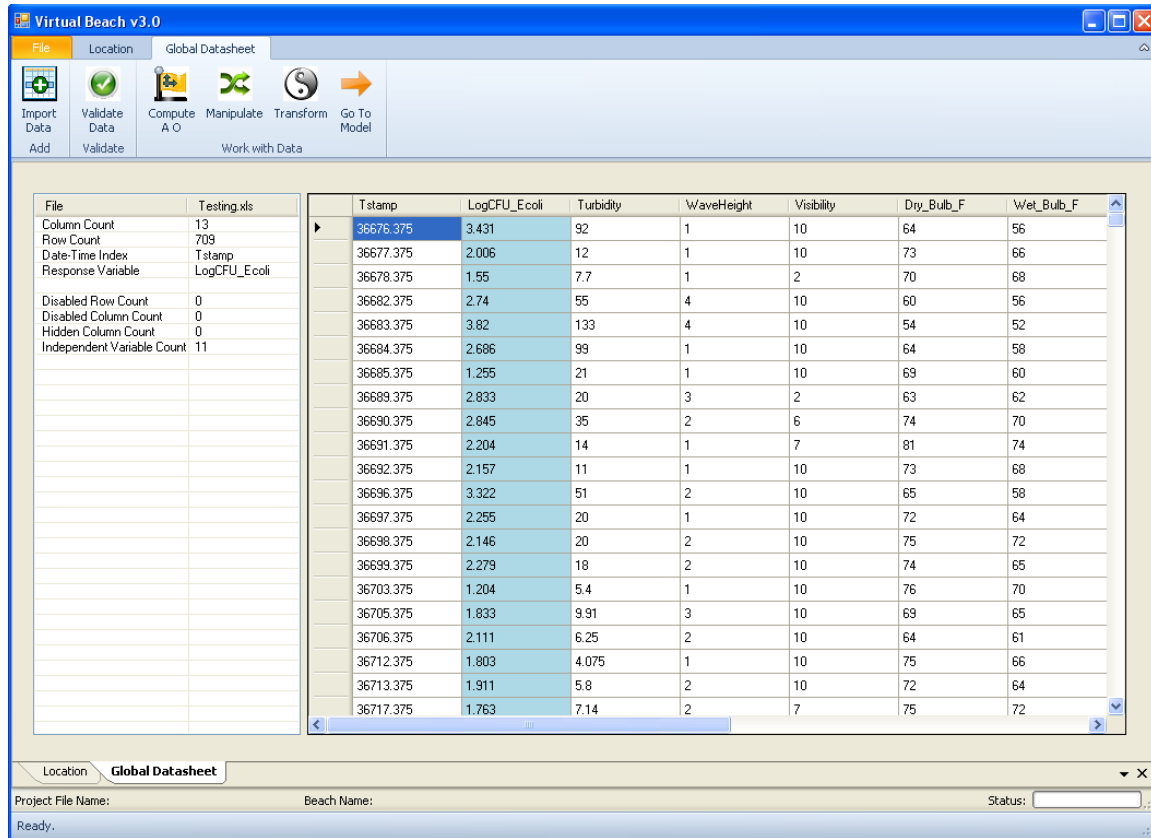 Virtual Beach v3.0
File Location Global Datasheet
Import Data Validate Data Compute A O Manipulate Transform Go To Model
Add Validate Work with Data
File Testing.xls
Column Count 13
Row Count 709
Date-Time Index Tstamp
Response Variable LogCFU_Ecoli
Disabled Row Count 0
Disabled Column Count 0
Hidden Column Count 0
Independent Variable Count 11
Tstamp LogCFU_Ecoli Turbidity WaveHeight Visibility Dry_Bulb_F Wet_Bulb_F
36676.375 3.431 92 1 10 64 56
36677.375 2.006 12 1 10 73 66
36678.375 1.55 7.7 1 2 70 68
36682.375 2.74 55 4 10 60 56
36683.375 3.82 133 4 10 54 52
36684.375 2.686 99 1 10 64 58
36685.375 1.255 21 1 10 69 60
36689.375 2.833 20 3 2 63 62
36690.375 2.845 35 2 6 74 70
36691.375 2.204 14 1 7 81 74
36692.375 2.157 11 1 10 73 68
36696.375 3.322 51 2 10 65 58
36697.375 2.255 20 1 10 72 64
36698.375 2.146 20 2 10 75 72
36699.375 2.279 18 2 10 74 65
36703.375 1.204 5.4 1 10 76 70
36705.375 1.833 9.91 3 10 69 65
36706.375 2.111 6.25 2 10 64 61
36712.375 1.803 4.075 1 10 75 66
36713.375 1.911 5.8 2 10 72 64
36717.375 1.763 7.14 2 7 75 72
Location Global Datasheet
Project File Name: Beach Name: Status:
Ready.